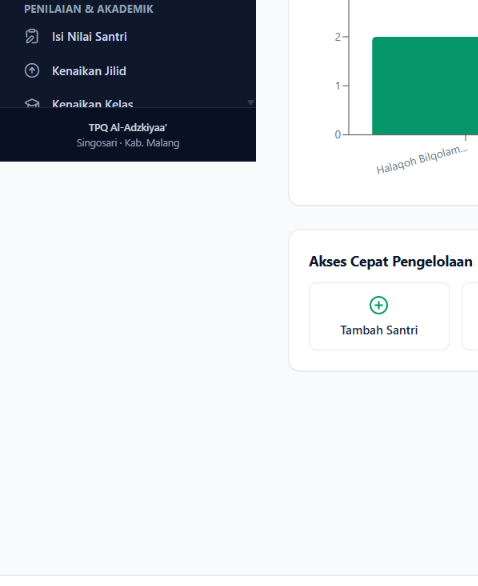 PENILAIAN & AKADEMIK
Isi Nilai Santri
Kenaikan Jilid
Kenaikan Kelas
TPQ Al-Adzkiyaa'
Singosari · Kab. Malang
2
1
0
Halaqoh Bilqolam...
Akses Cepat Pengelolaan
Tambah Santri